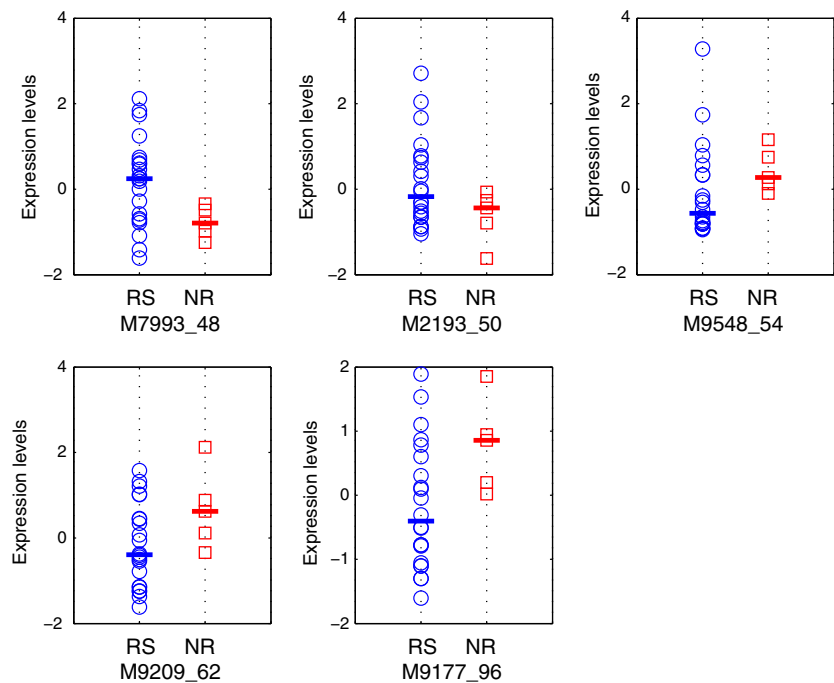 Expression levels
4
2
0
−2
RS NR
M7993_48
Expression levels
4
2
0
−2
RS NR
M2193_50
Expression levels
4
2
0
−2
RS NR
M9548_54
Expression levels
4
2
0
−2
RS NR
M9209_62
Expression levels
2
1
0
−1
−2
RS NR
M9177_96